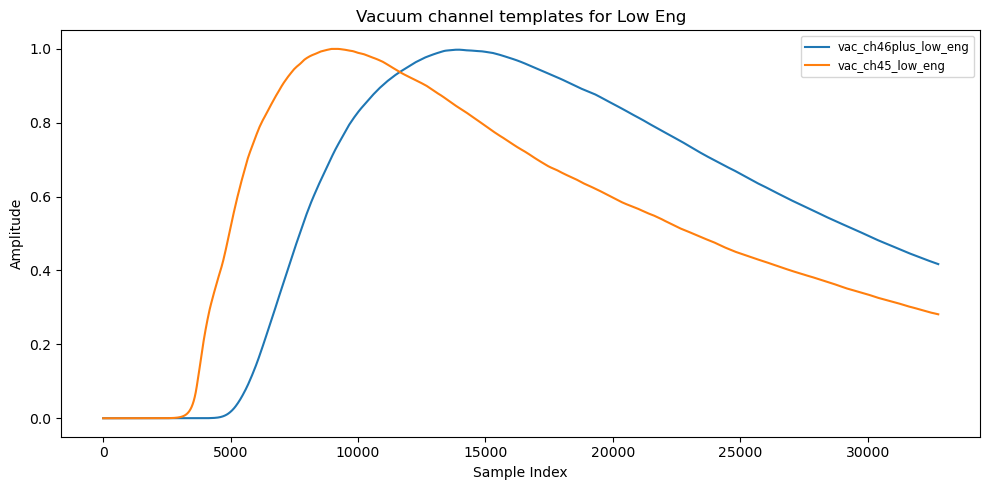 Vacuum channel templates for Low Eng
vac_ch46plus_low_eng
vac_ch45_low_eng
Amplitude
1.0
0.8
0.6
0.4
0.2
0.0
0 5000 10000 15000 20000 25000 30000
Sample Index